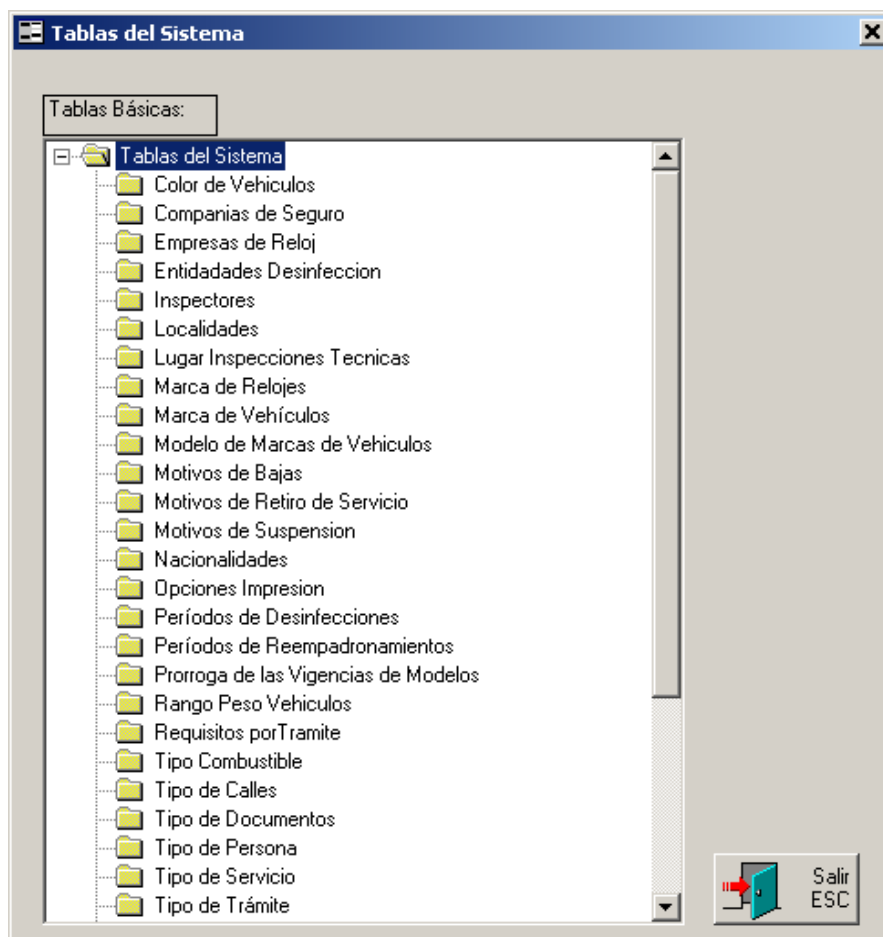 Tablas del Sistema
Tablas Básicas:
Tablas del Sistema
Color de Vehiculos
Companias de Seguro
Empresas de Reloj
Entidadades Desinfeccion
Inspectores
Localidades
Lugar Inspecciones Tecnicas
Marca de Relojes
Marca de Vehículos
Modelo de Marcas de Vehiculos
Motivos de Bajas
Motivos de Retiro de Servicio
Motivos de Suspension
Nacionalidades
Opciones Impresion
Períodos de Desinfecciones
Períodos de Reempadronamientos
Prorroga de las Vigencias de Modelos
Rango Peso Vehiculos
Requisitos porTramite
Tipo Combustible
Tipo de Calles
Tipo de Documentos
Tipo de Persona
Tipo de Servicio
Tipo de Trámite
Salir
ESC